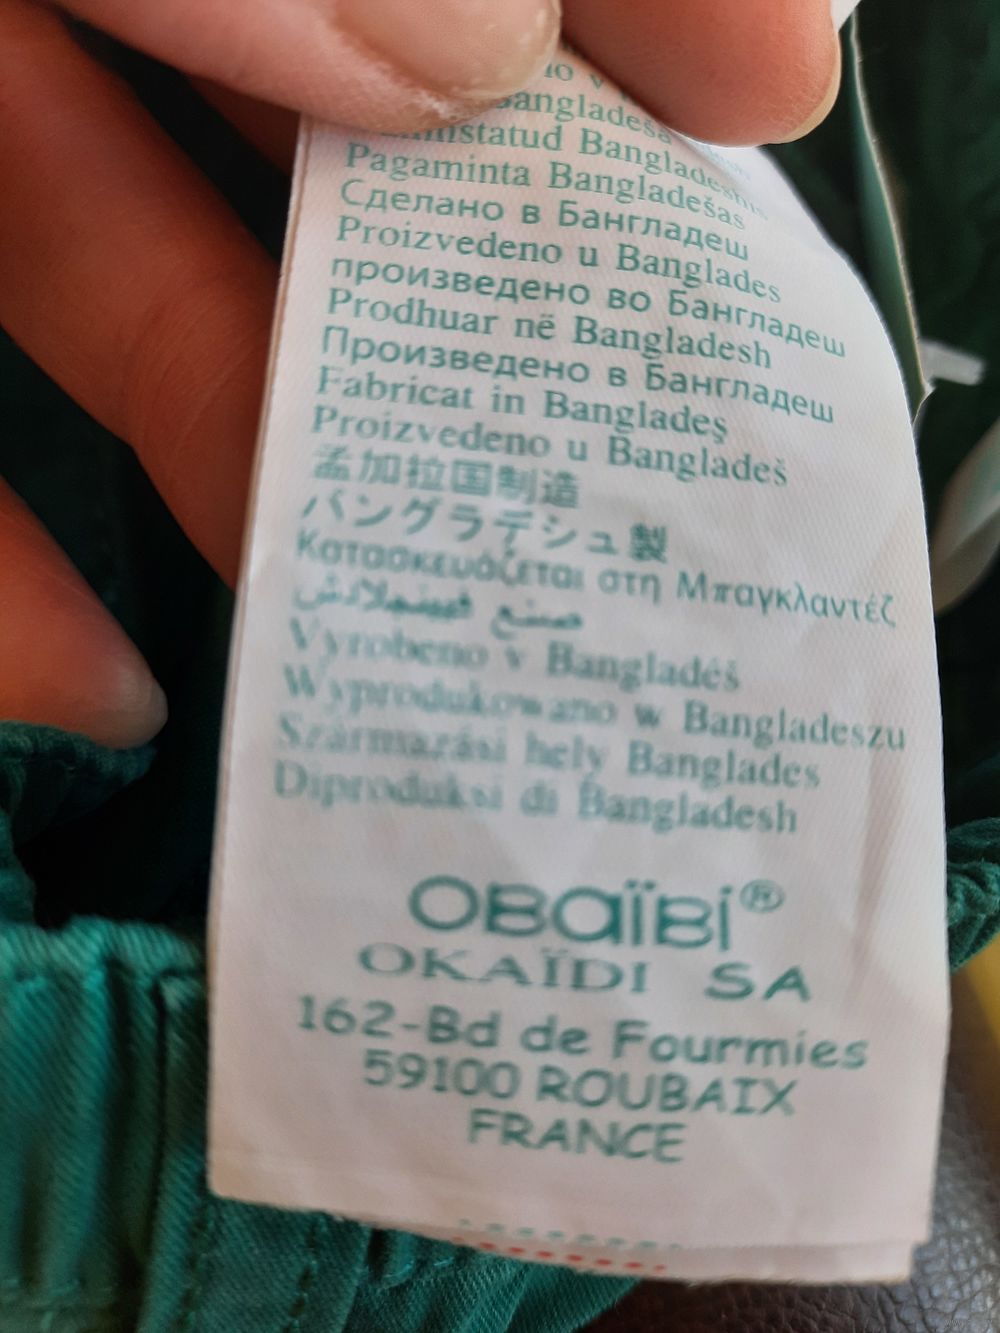 Bangladeša
Bangladeshis
Pagaminta Bangladešas
Сделано в Бангладеш
Proizvedeno u Banglades
произведено во Бангладеш
Prodhuar në Bangladesh
Произведено в Бангладеш
Fabricat in Bangladeş
Proizvedeno u Bangladeš
孟加拉国制造
バングラデシュ製
Κατασκευάζεται στη Μπαγκλαντέζ
صنع
Vyrobeno v Bangladéš
Wyprodukowano w Bangladeszu
Származási hely Banglades
Diproduksi di Bangladesh
OBAÏBI®
OKAÏDI SA
162-Bd de Fourmies
59100 ROUBAIX
FRANCE